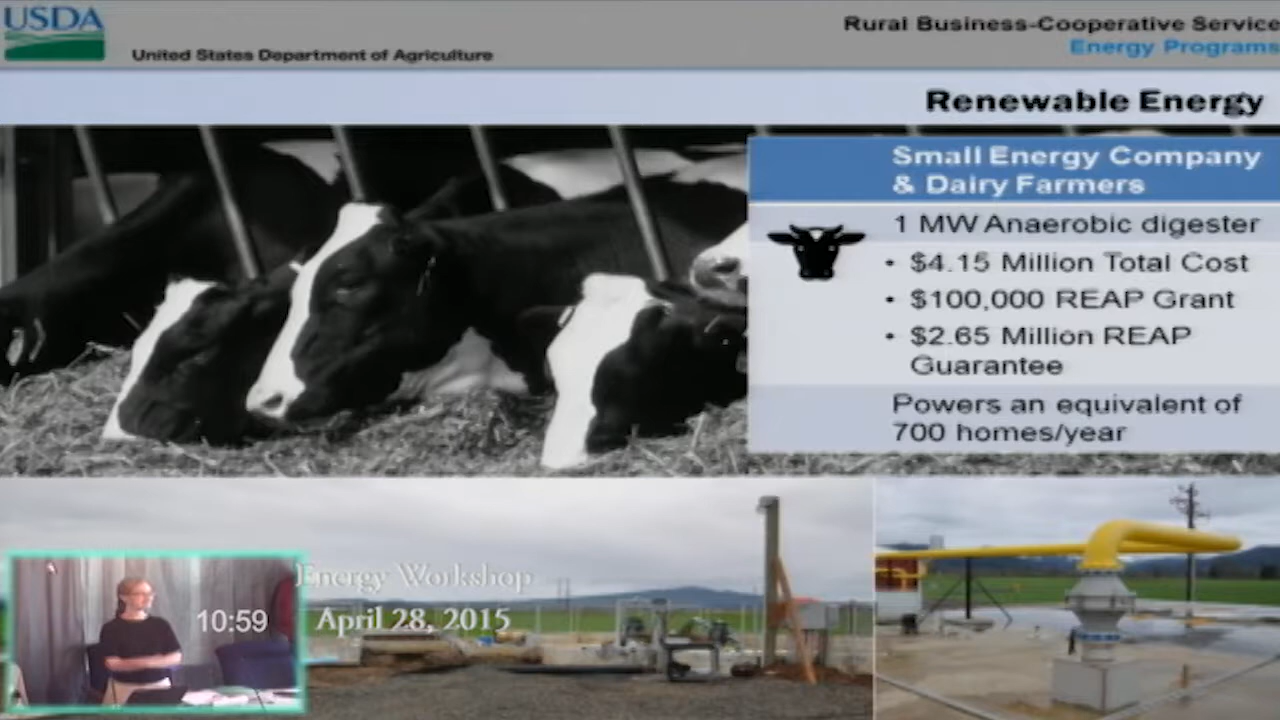 USDA
United States Department of Agriculture
Rural Business-Cooperative Service
Energy Programs
Renewable Energy
Small Energy Company
& Dairy Farmers
1 MW Anaerobic digester
• $4.15 Million Total Cost
• $100,000 REAP Grant
• $2.65 Million REAP
Guarantee
Powers an equivalent of
700 homes/year
Energy Workshop
April 28, 2015
10:59